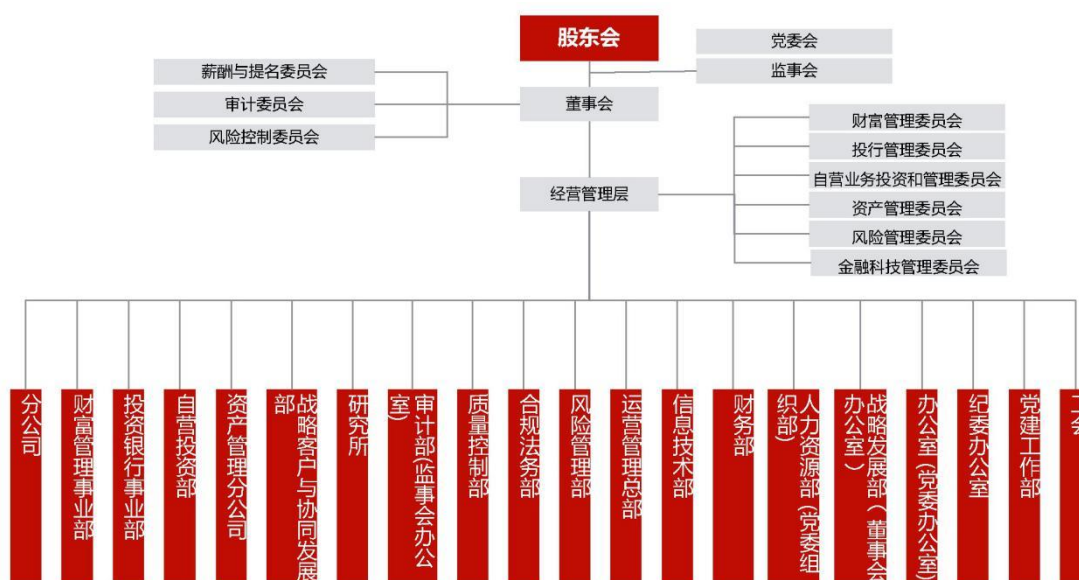 股东会
党委会
监事会
薪酬与提名委员会
审计委员会
风险控制委员会
董事会
财富管理委员会
投行管理委员会
自营业务投资和管理委员会
资产管理委员会
风险管理委员会
金融科技管理委员会
经营管理层
分公司
财富管理事业部
投资银行事业部
自营投资部
资产管理分公司
战略客户与协同发展
部
研究所
审计部(监事会办公
室)
质量控制部
合规法务部
风险管理部
运营管理总部
信息技术部
财务部
人力资源部(党委组
织部)
战略发展部(董事会
办公室)
办公室(党委办公室)
纪委办公室
党建工作部
工会